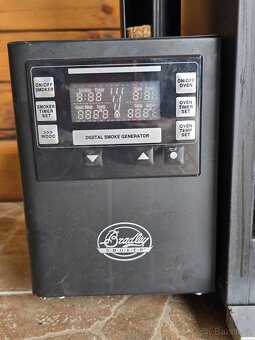 ON/OFF SMOKER
ON/OFF OVEN
SMOKER TIMER SET
OVEN TIMER SET
>>> WOOD
OVEN TEMP SET
DIGITAL SMOKE GENERATOR
Bradley
SMOKER